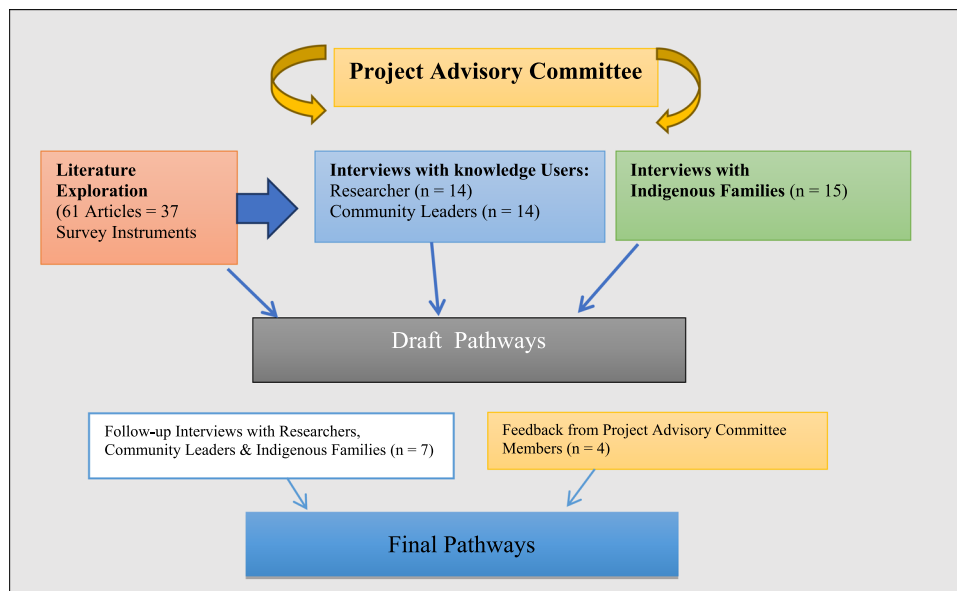 Project Advisory Committee
Literature
Exploration
(61 Articles = 37
Survey Instruments
Interviews with knowledge Users:
Researcher (n = 14)
Community Leaders (n = 14)
Interviews with
Indigenous Families (n = 15)
Draft Pathways
Follow-up Interviews with Researchers,
Community Leaders & Indigenous Families (n = 7)
Feedback from Project Advisory Committee
Members (n = 4)
Final Pathways